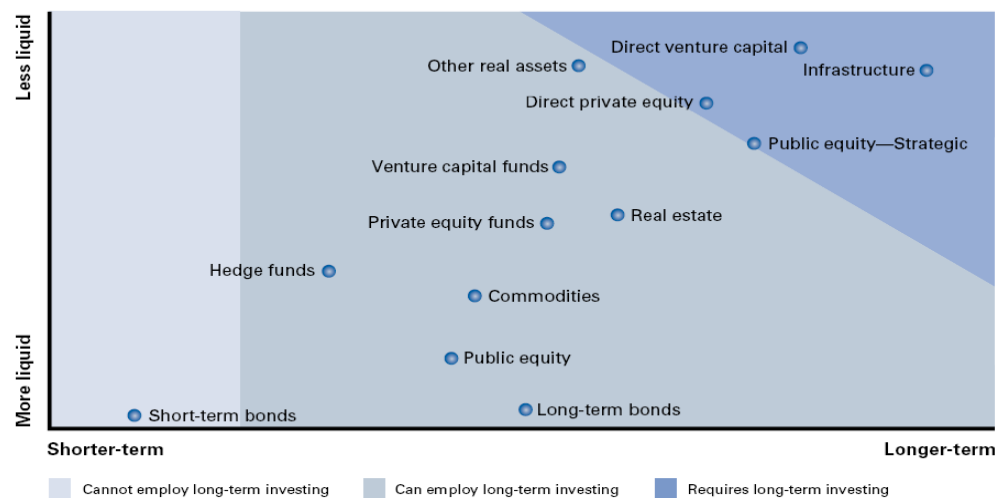 Less liquid
More liquid
Direct venture capital
Other real assets
Infrastructure
Direct private equity
Public equity—Strategic
Venture capital funds
Real estate
Private equity funds
Hedge funds
Commodities
Public equity
Long-term bonds
Short-term bonds
Shorter-term
Longer-term
Cannot employ long-term investing
Can employ long-term investing
Requires long-term investing